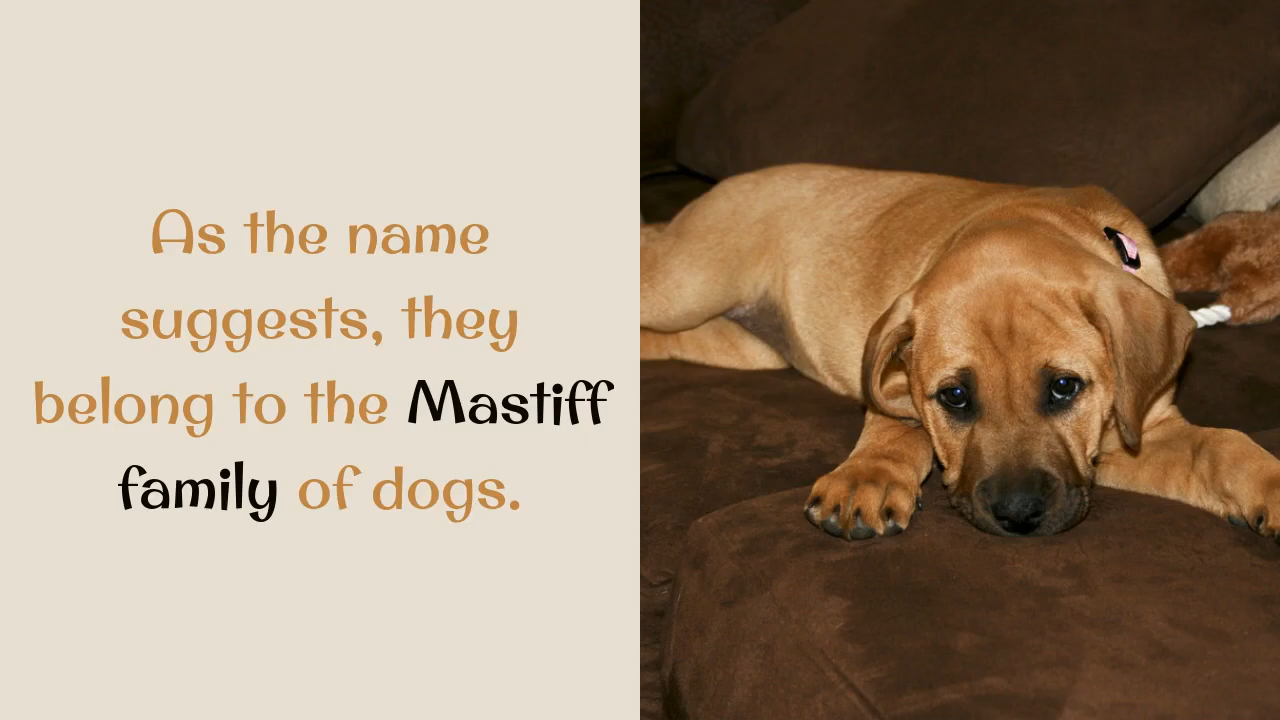 As the name
suggests, they
belong to the Mastiff
family of dogs.